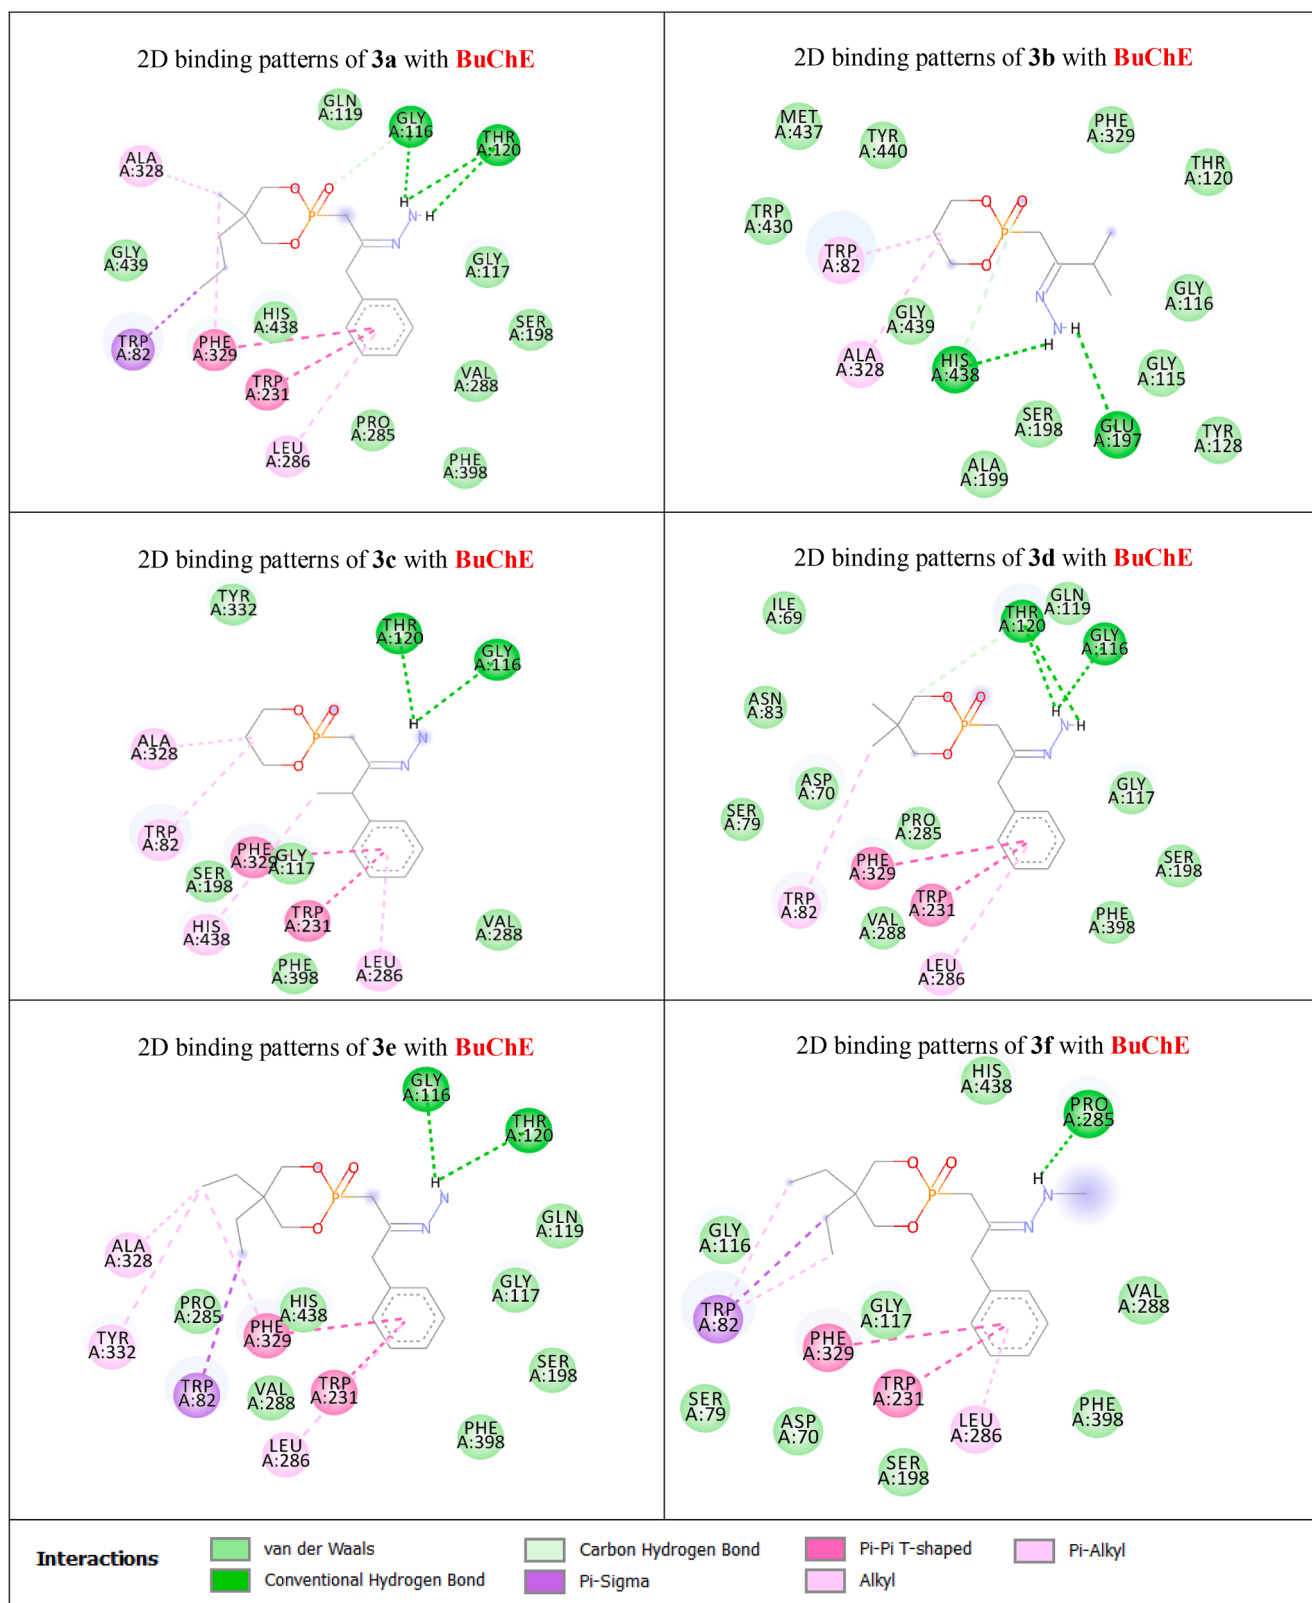 2D binding patterns of 3a with BuChE
GLN
A:119
GLY
A:116
THR
A:120
ALA
A:328
O
O
H
P
N
H
O
N
GLY
A:439
GLY
A:117
HIS
A:438
SER
A:198
TRP
A:82
PHE
A:329
TRP
A:231
VAL
A:288
PRO
A:285
LEU
A:286
PHE
A:398
2D binding patterns of 3b with BuChE
MET
A:437
TYR
A:440
PHE
A:329
THR
A:120
TRP
A:430
O
O
P
O
TRP
A:82
N
GLY
A:116
N
H
H
GLY
A:439
ALA
A:328
HIS
A:438
GLY
A:115
SER
A:198
GLU
A:197
TYR
A:128
ALA
A:199
2D binding patterns of 3c with BuChE
TYR
A:332
THR
A:120
GLY
A:116
O
O
H
P
N
O
N
ALA
A:328
TRP
A:82
PHE
A:329
GLY
A:117
SER
A:198
HIS
A:438
TRP
A:231
VAL
A:288
PHE
A:398
LEU
A:286
2D binding patterns of 3d with BuChE
ILE
A:69
THR
A:120
GLN
A:119
GLY
A:116
ASN
A:83
O
O
H
P
N
H
O
N
ASP
A:70
GLY
A:117
SER
A:79
PRO
A:285
PHE
A:329
SER
A:198
TRP
A:82
TRP
A:231
VAL
A:288
PHE
A:398
LEU
A:286
2D binding patterns of 3e with BuChE
GLY
A:116
THR
A:120
O
O
H
P
N
O
N
GLN
A:119
ALA
A:328
GLY
A:117
PRO
A:285
HIS
A:438
PHE
A:329
TYR
A:332
SER
A:198
TRP
A:82
VAL
A:288
TRP
A:231
PHE
A:398
LEU
A:286
2D binding patterns of 3f with BuChE
HIS
A:438
PRO
A:285
O
O
H
P
N
O
N
GLY
A:116
VAL
A:288
TRP
A:82
GLY
A:117
PHE
A:329
TRP
A:231
SER
A:79
ASP
A:70
LEU
A:286
PHE
A:398
SER
A:198
Interactions
van der Waals
Carbon Hydrogen Bond
Pi-Pi T-shaped
Pi-Alkyl
Conventional Hydrogen Bond
Pi-Sigma
Alkyl